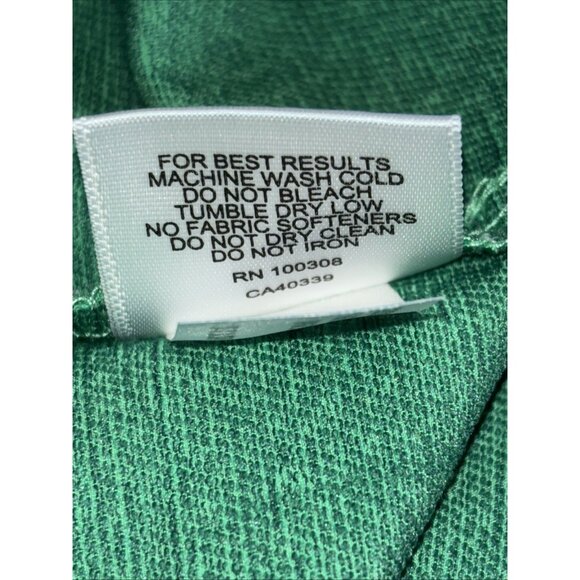 FOR BEST RESULTS
MACHINE WASH COLD
DO NOT BLEACH
TUMBLE DRY LOW
NO FABRIC SOFTENERS
DO NOT DRY CLEAN
DO NOT IRON
RN 100308
CA40339